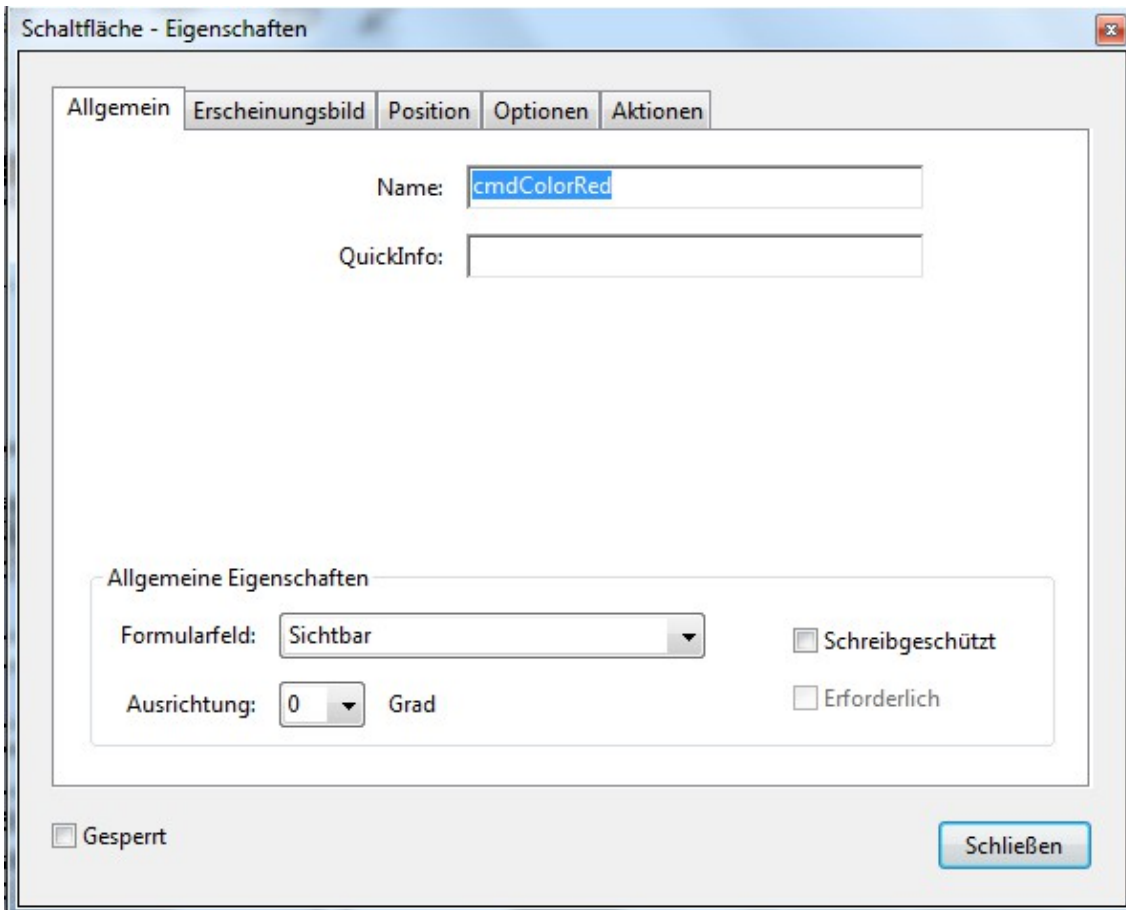 Schaltfläche - Eigenschaften
Allgemein Erscheinungsbild Position Optionen Aktionen
Name: cmdColorRed
QuickInfo:
Allgemeine Eigenschaften
Formularfeld: Sichtbar Schreibgeschützt
Ausrichtung: 0 Grad Erforderlich
Gesperrt Schließen